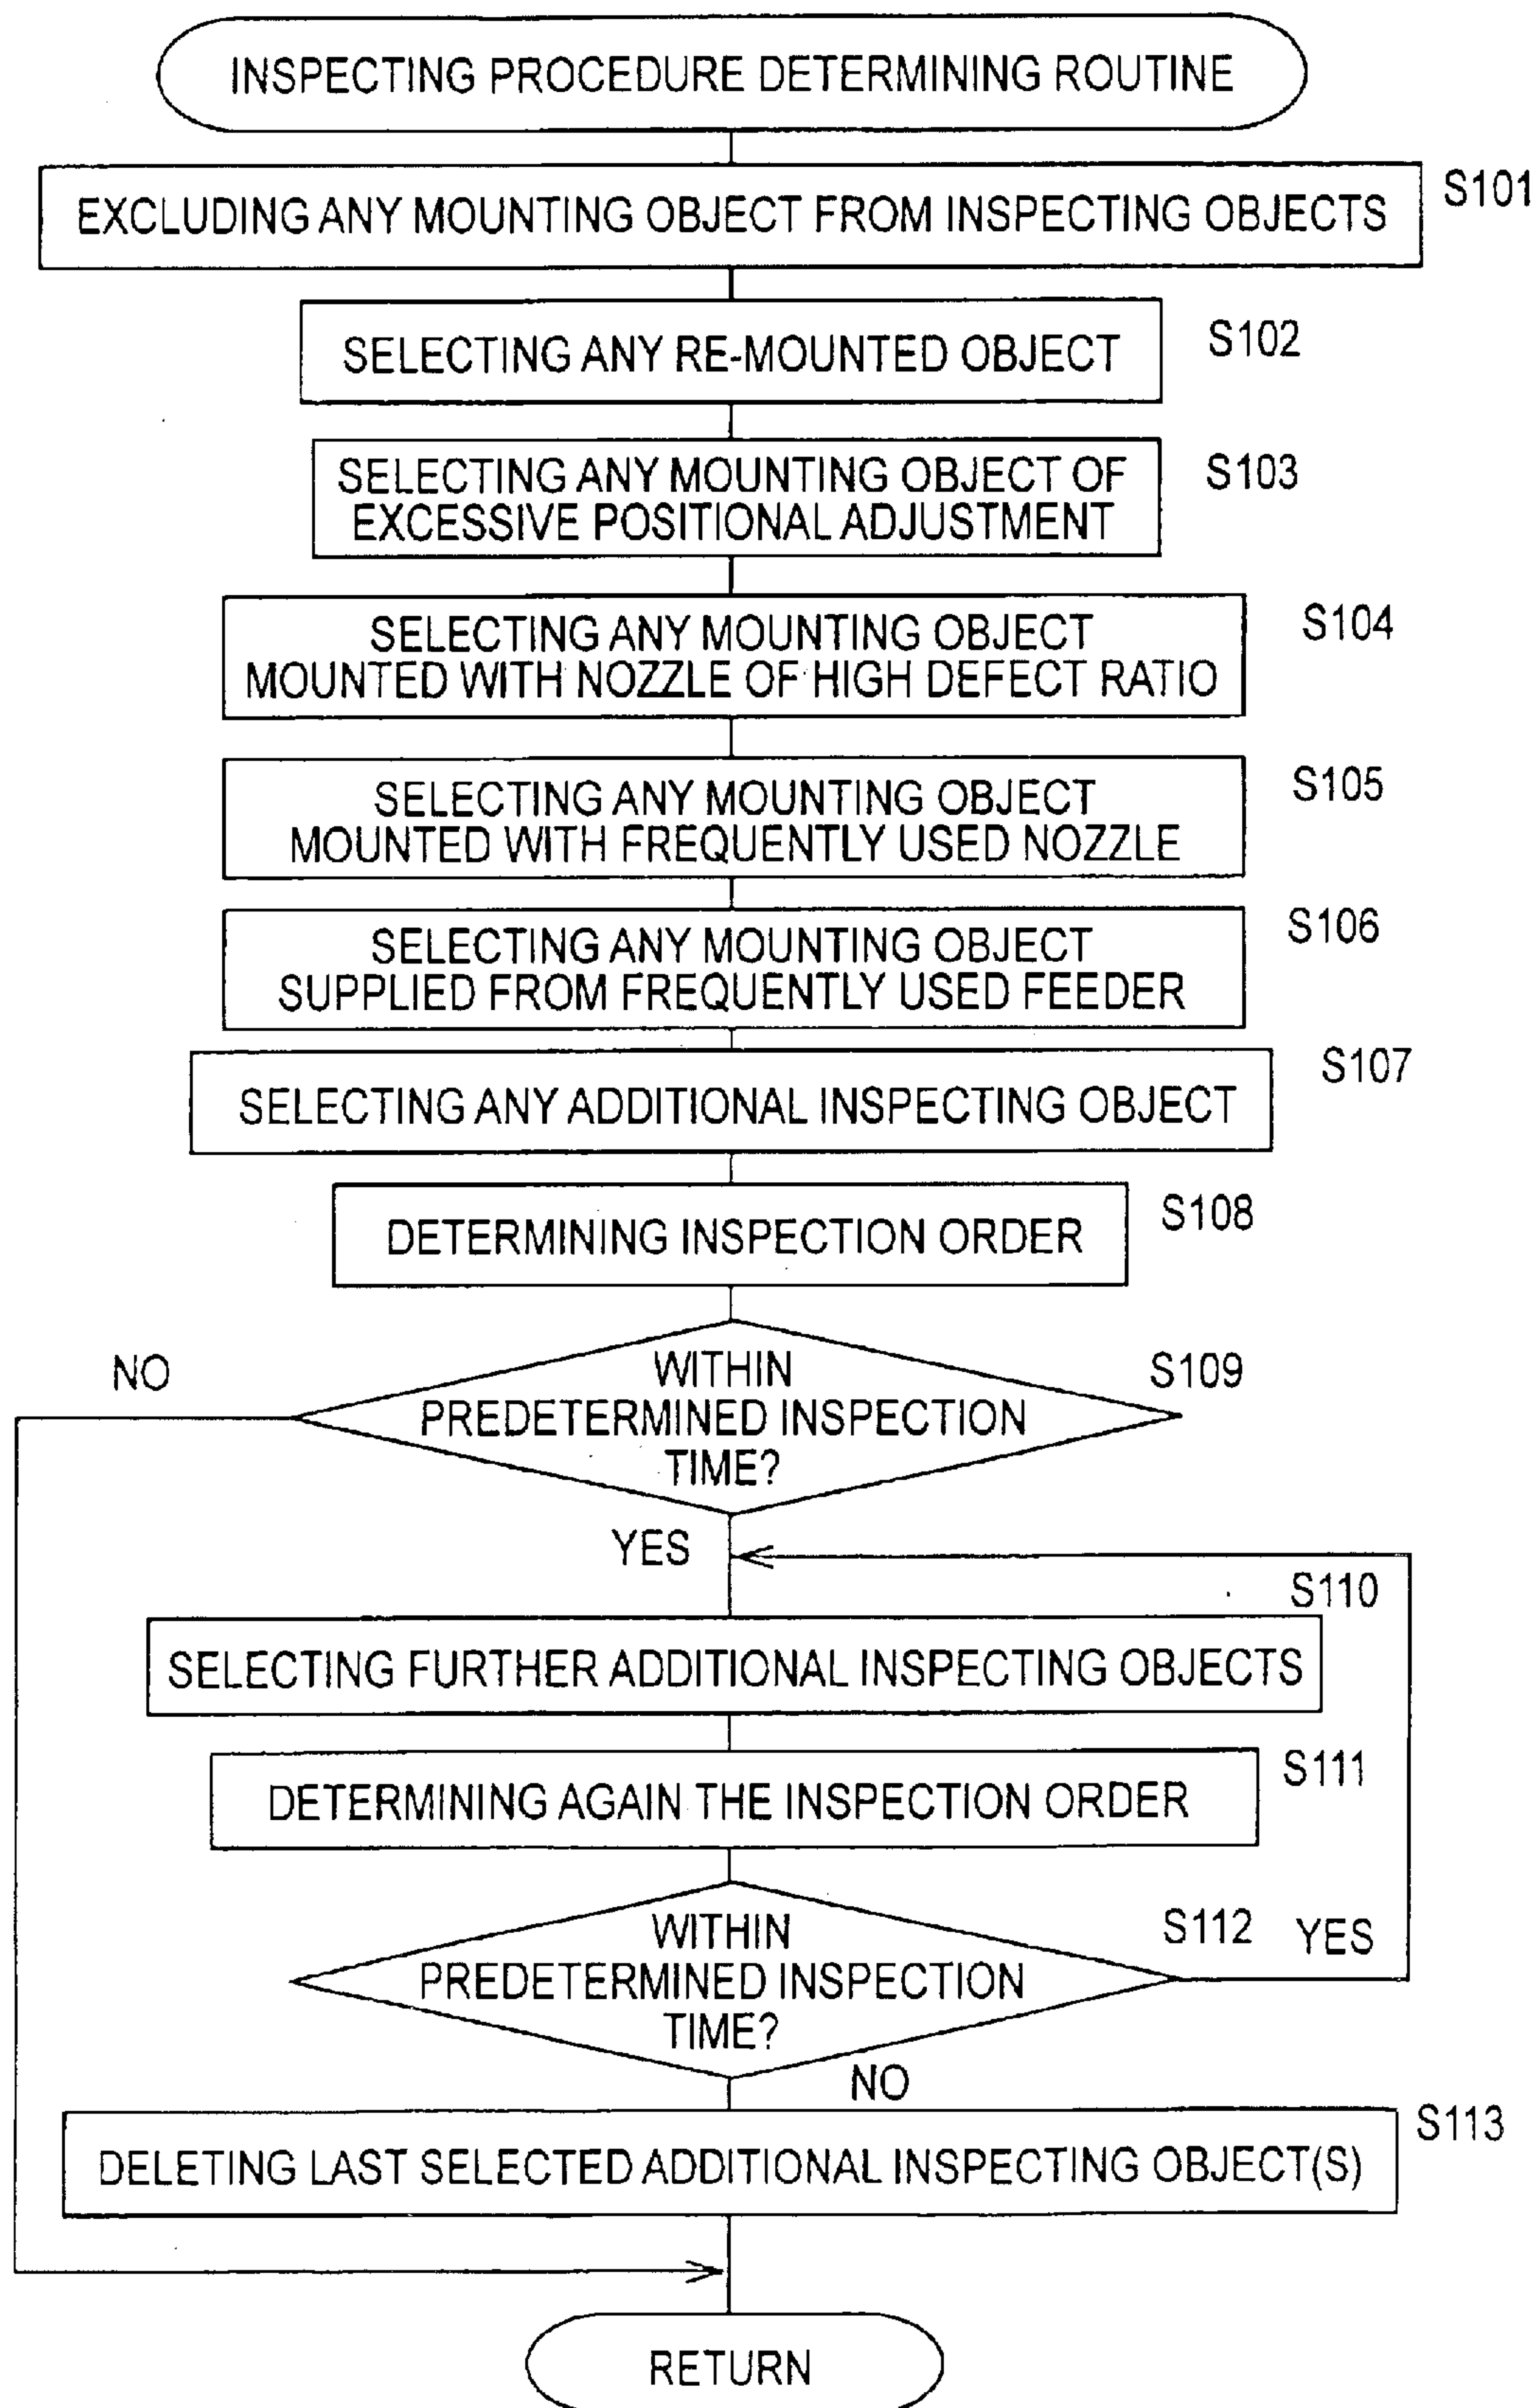 INSPECTING PROCEDURE DETERMINING ROUTINE
EXCLUDING ANY MOUNTING OBJECT FROM INSPECTING OBJECTS
S101
SELECTING ANY RE-MOUNTED OBJECT
S102
SELECTING ANY MOUNTING OBJECT OF
EXCESSIVE POSITIONAL ADJUSTMENT
S103
SELECTING ANY MOUNTING OBJECT
MOUNTED WITH NOZZLE OF HIGH DEFECT RATIO
S104
SELECTING ANY MOUNTING OBJECT
MOUNTED WITH FREQUENTLY USED NOZZLE
S105
SELECTING ANY MOUNTING OBJECT
SUPPLIED FROM FREQUENTLY USED FEEDER
S106
SELECTING ANY ADDITIONAL INSPECTING OBJECT
S107
DETERMINING INSPECTION ORDER
S108
NO
WITHIN
PREDETERMINED INSPECTION
TIME?
S109
YES
S110
SELECTING FURTHER ADDITIONAL INSPECTING OBJECTS
DETERMINING AGAIN THE INSPECTION ORDER
S111
WITHIN
PREDETERMINED INSPECTION
TIME?
S112
YES
NO
DELETING LAST SELECTED ADDITIONAL INSPECTING OBJECT(S)
S113
RETURN